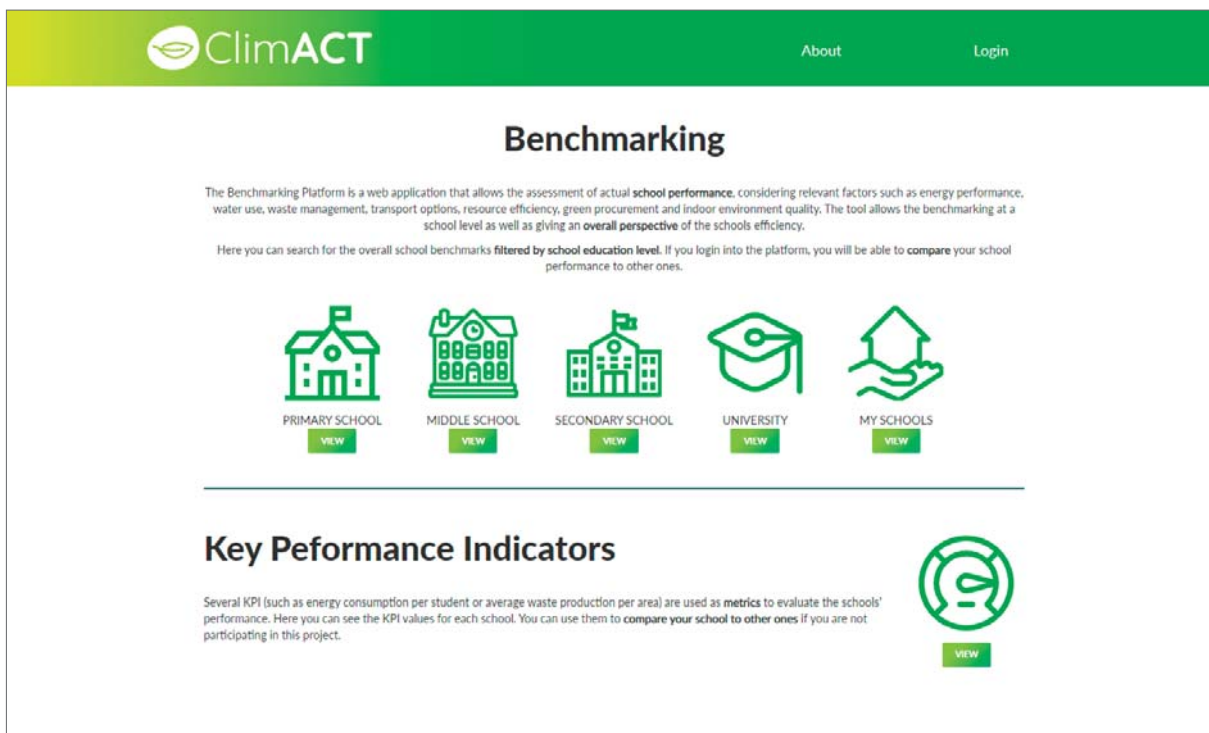 ClimACT
About Login
Benchmarking
The Benchmarking Platform is a web application that allows the assessment of actual school performance, considering relevant factors such as energy performance,
water use, waste management, transport options, resource efficiency, green procurement and indoor environment quality. The tool allows the benchmarking at a
school level as well as giving an overall perspective of the schools efficiency.
Here you can search for the overall school benchmarks filtered by school education level. If you login into the platform, you will be able to compare your school
performance to other ones.
PRIMARY SCHOOL MIDDLE SCHOOL SECONDARY SCHOOL UNIVERSITY MY SCHOOLS
VIEW VIEW VIEW VIEW VIEW
Key Peformance Indicators
Several KPI (such as energy consumption per student or average waste production per area) are used as metrics to evaluate the schools'
performance. Here you can see the KPI values for each school. You can use them to compare your school to other ones if you are not
participating in this project.
VIEW